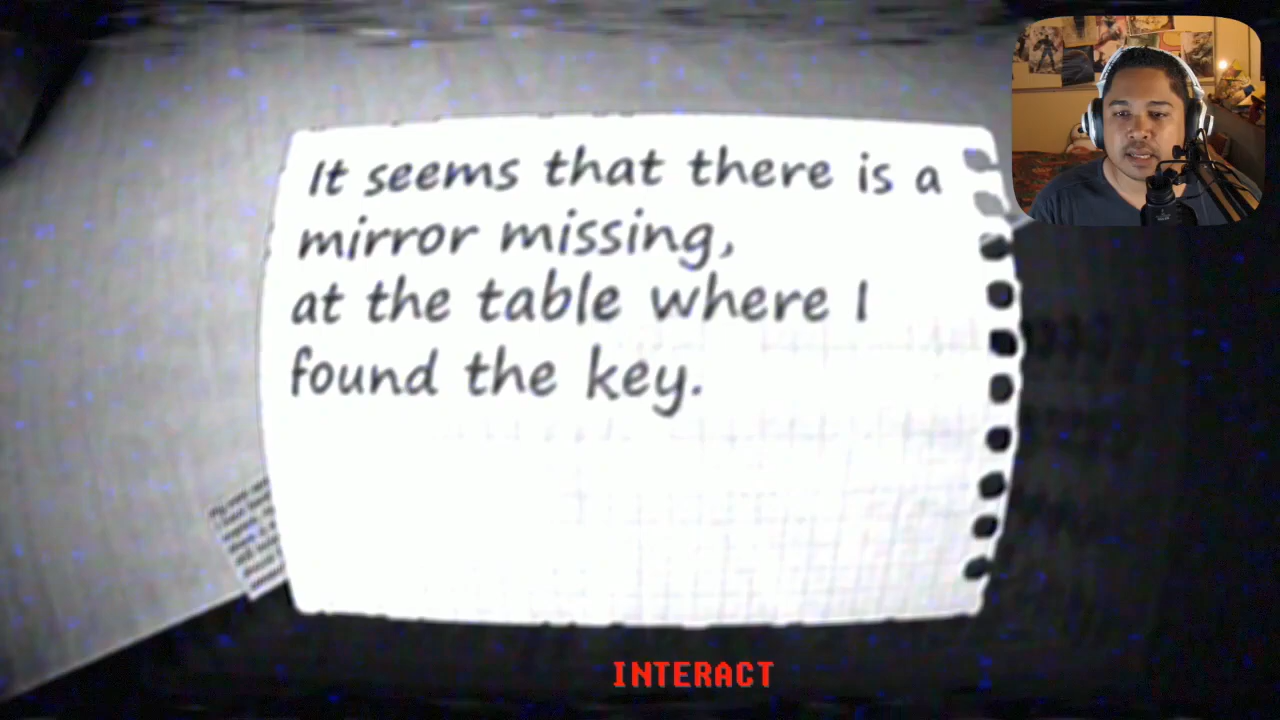 It seems that there is a
mirror missing,
at the table where I
found the key.
INTERACT